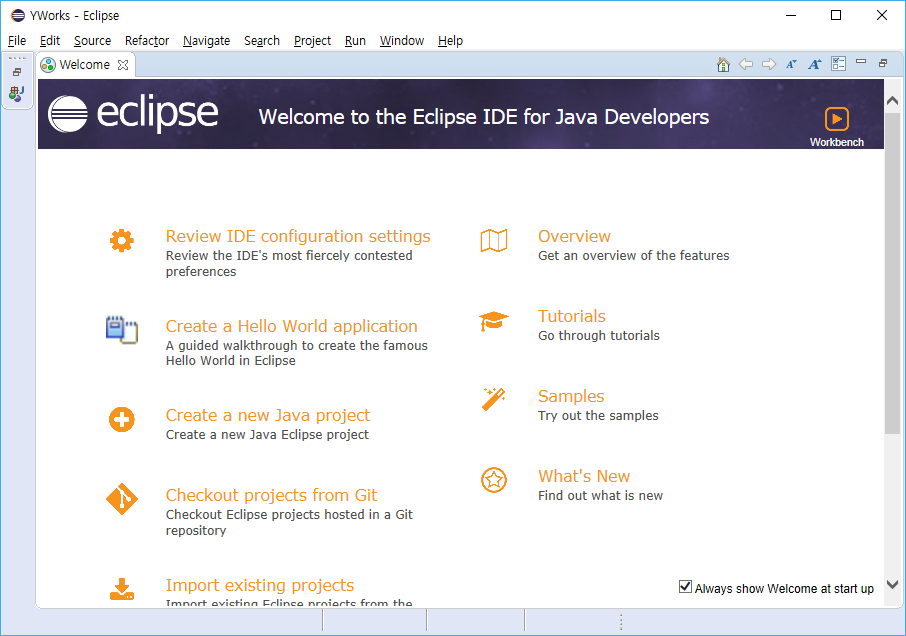 YWorks - Eclipse
File Edit Source Refactor Navigate Search Project Run Window Help
Welcome
eclipse
Welcome to the Eclipse IDE for Java Developers
Workbench
Review IDE configuration settings
Review the IDE's most fiercely contested
preferences
Create a Hello World application
A guided walkthrough to create the famous
Hello World in Eclipse
Create a new Java project
Create a new Java Eclipse project
Checkout projects from Git
Checkout Eclipse projects hosted in a Git
repository
Import existing projects
Import existing Eclipse projects from the
Overview
Get an overview of the features
Tutorials
Go through tutorials
Samples
Try out the samples
What's New
Find out what is new
Always show Welcome at start up